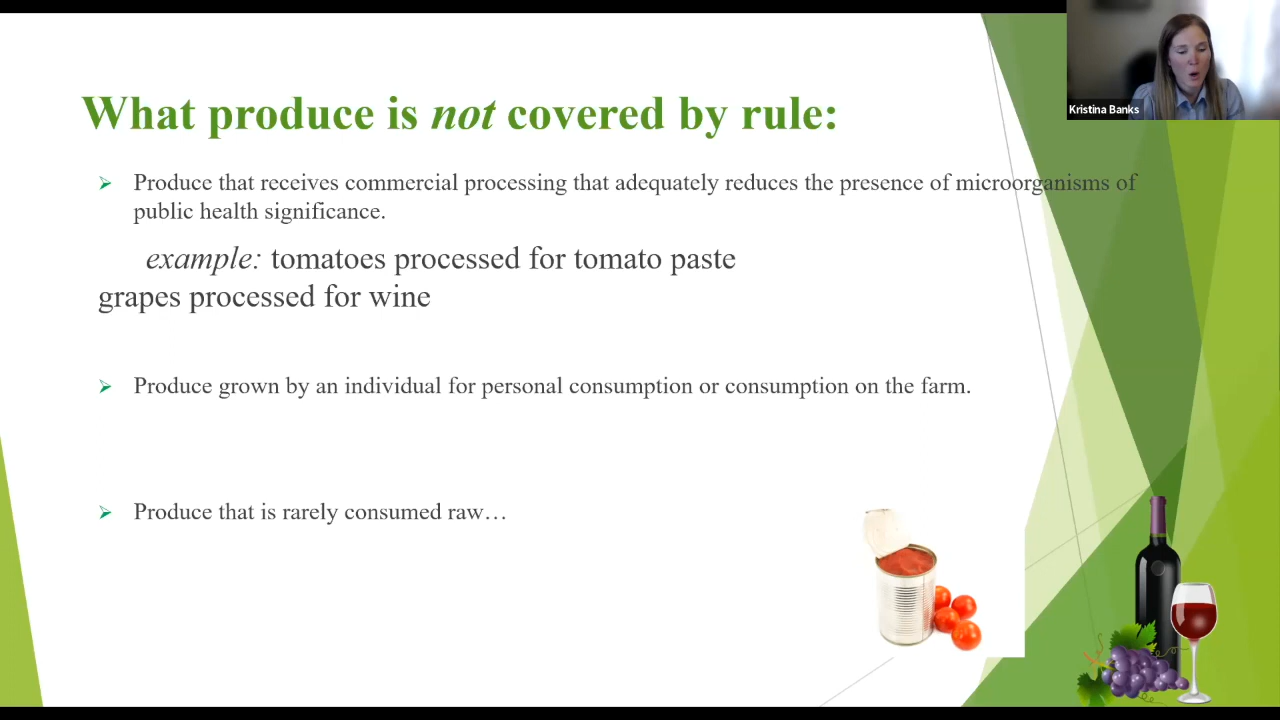 Kristina Banks
What produce is not covered by rule:
Produce that receives commercial processing that adequately reduces the presence of microorganisms of
public health significance.
example: tomatoes processed for tomato paste
grapes processed for wine
Produce grown by an individual for personal consumption or consumption on the farm.
Produce that is rarely consumed raw…